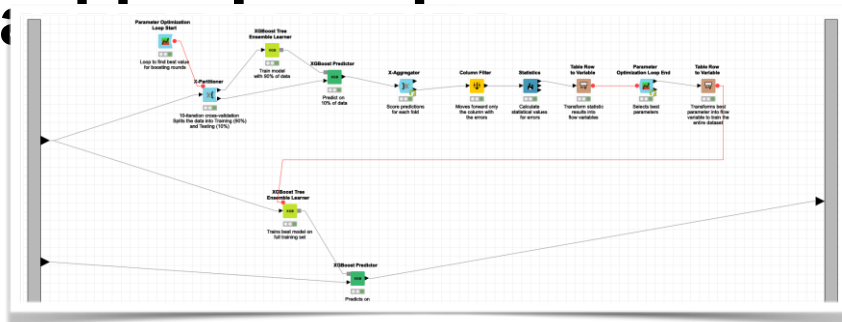 Parameter Optimization
Loop Start
Loop to find best value
for boosting rounds
XGBoost Tree
Ensemble Learner
Train model
with 90% of data
X-Partitioner
10-iteration cross-validation
Splits the data into Training (90%)
and Testing (10%)
XGBoost Predictor
Predict on
10% of data
X-Aggregator
Score predictions
for each fold
Column Filter
Moves forward only
the column with
the errors
Statistics
Calculate
statistical values
for errors
Table Row
to Variable
Transform statistic
results into
flow variables
Parameter
Optimization Loop End
Selects best
parameters
Table Row
to Variable
Transforms best
parameter into flow
variable to train the
entire dataset
XGBoost Tree
Ensemble Learner
Trains best model on
full training set
XGBoost Predictor
Predicts on